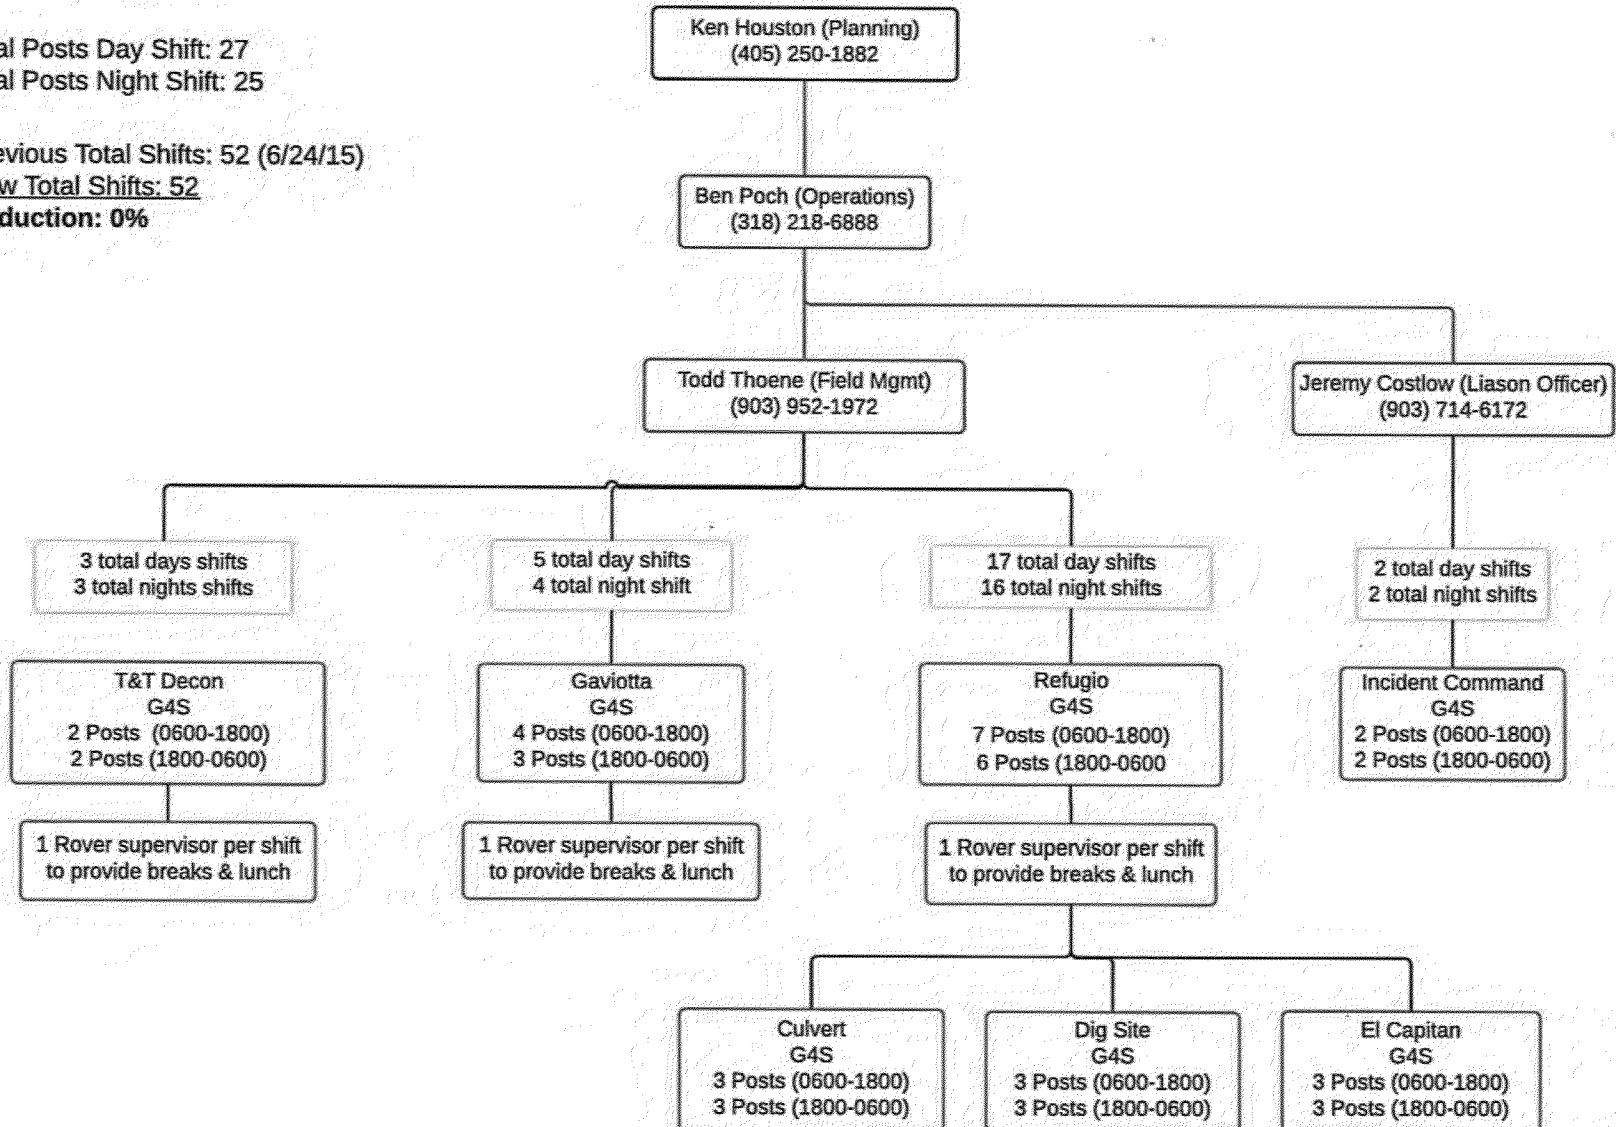 al Posts Day Shift: 27
al Posts Night Shift: 25
evious Total Shifts: 52 (6/24/15)
w Total Shifts: 52
duction: 0%
Ken Houston (Planning)
(405) 250-1882
Ben Poch (Operations)
(318) 218-6888
Todd Thoene (Field Mgmt)
(903) 952-1972
Jeremy Costlow (Liason Officer)
(903) 714-6172
3 total days shifts
3 total nights shifts
5 total day shifts
4 total night shift
17 total day shifts
16 total night shifts
2 total day shifts
2 total night shifts
T&T Decon
G4S
2 Posts  (0600-1800)
2 Posts (1800-0600)
Gaviotta
G4S
4 Posts (0600-1800)
3 Posts (1800-0600)
Refugio
G4S
7 Posts (0600-1800)
6 Posts (1800-0600
Incident Command
G4S
2 Posts (0600-1800)
2 Posts (1800-0600)
1 Rover supervisor per shift
to provide breaks & lunch
1 Rover supervisor per shift
to provide breaks & lunch
1 Rover supervisor per shift
to provide breaks & lunch
Culvert
G4S
3 Posts (0600-1800)
3 Posts (1800-0600)
Dig Site
G4S
3 Posts (0600-1800)
3 Posts (1800-0600)
El Capitan
G4S
3 Posts (0600-1800)
3 Posts (1800-0600)